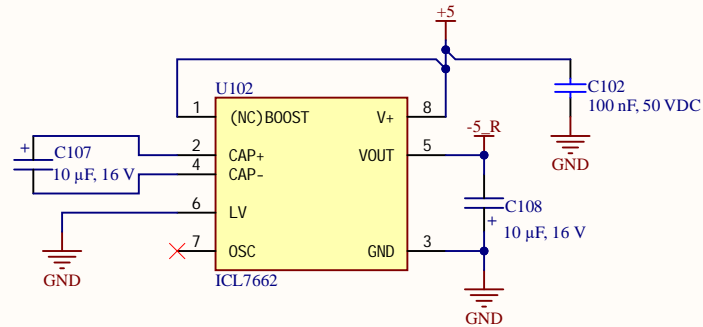 +5
U102
C102
100 nF, 50 VDC
GND
1 (NC)BOOST V+ 8
-5_R
+ C107
10 µF, 16 V
2 CAP+ VOUT 5
4 CAP-
6 LV
C108
+ 10 µF, 16 V
7 OSC GND 3
GND
ICL7662
GND